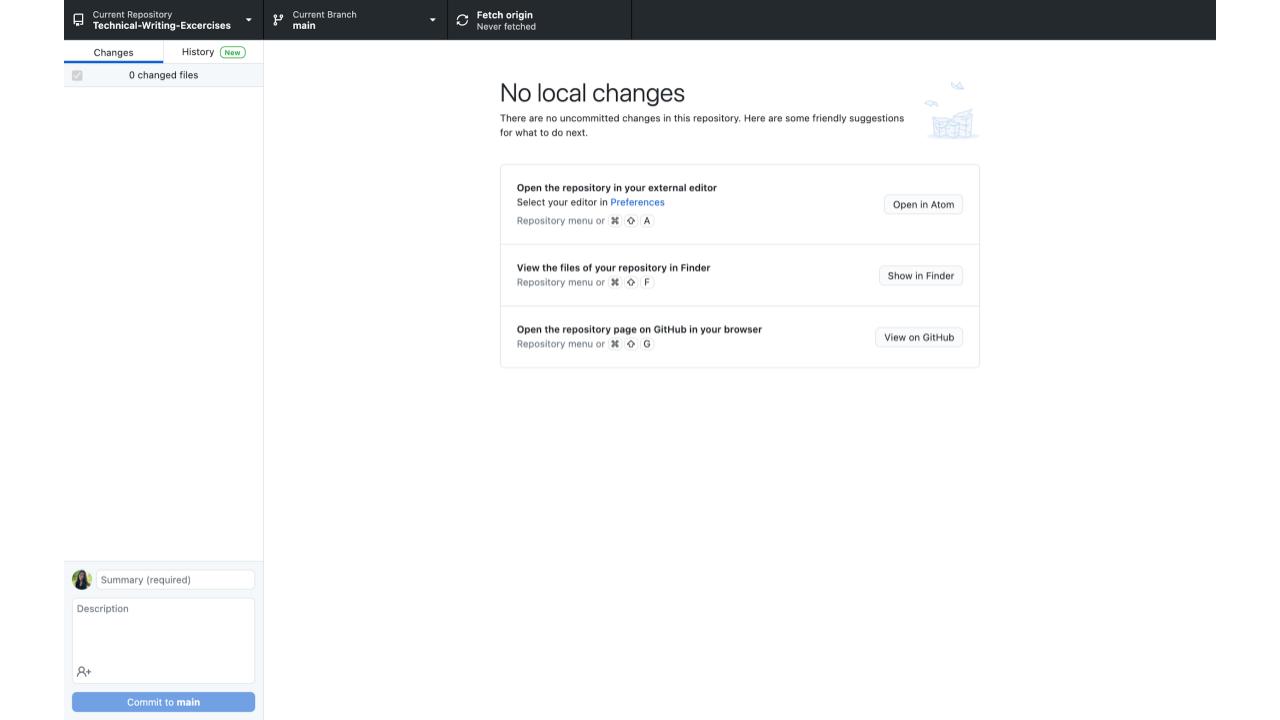 Current Repository
Technical-Writing-Excercises
Current Branch
main
Fetch origin
Never fetched
Changes
History New
0 changed files
No local changes
There are no uncommitted changes in this repository. Here are some friendly suggestions
for what to do next.
Open the repository in your external editor
Select your editor in Preferences
Repository menu or ⌘ ⇧ A
Open in Atom
View the files of your repository in Finder
Repository menu or ⌘ ⇧ F
Show in Finder
Open the repository page on GitHub in your browser
Repository menu or ⌘ ⇧ G
View on GitHub
Summary (required)
Description
Commit to main